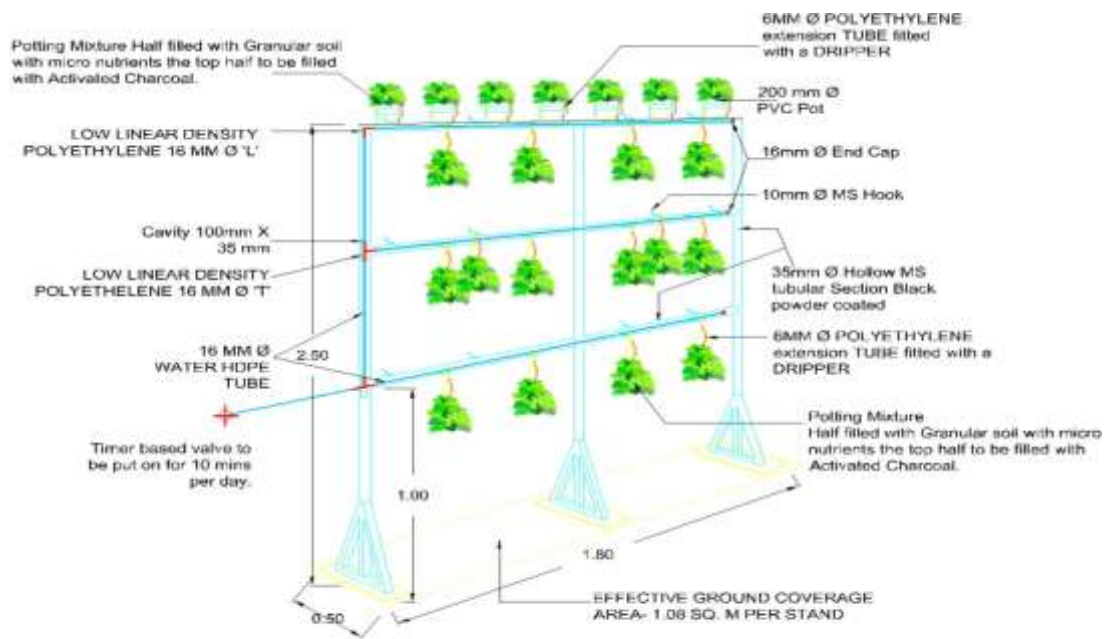 6MM Ø POLYETHYLENE
extension TUBE fitted
with a DRIPPER
Potting Mixture Half filled with Granular soil
with micro nutrients the top half to be filled
with Activated Charcoal.
200 mm Ø
PVC Pot
LOW LINEAR DENSITY
POLYETHYLENE 16 MM Ø 'L'
16mm Ø End Cap
10mm Ø MS Hook
Cavity 100mm X
35 mm
LOW LINEAR DENSITY
POLYETHELENE 16 MM Ø 'T'
35mm Ø Hollow MS
tubular Section Black
powder coated
16 MM Ø
WATER HDPE
TUBE
2.50
6MM Ø POLYETHYLENE
extension TUBE fitted with a
DRIPPER
Potting Mixture
Half filled with Granular soil with micro
nutrients the top half to be filled with
Activated Charcoal.
Timer based valve to
be put on for 10 mins
per day.
1.00
1.80
0.50
EFFECTIVE GROUND COVERAGE
AREA- 1.08 SQ. M PER STAND